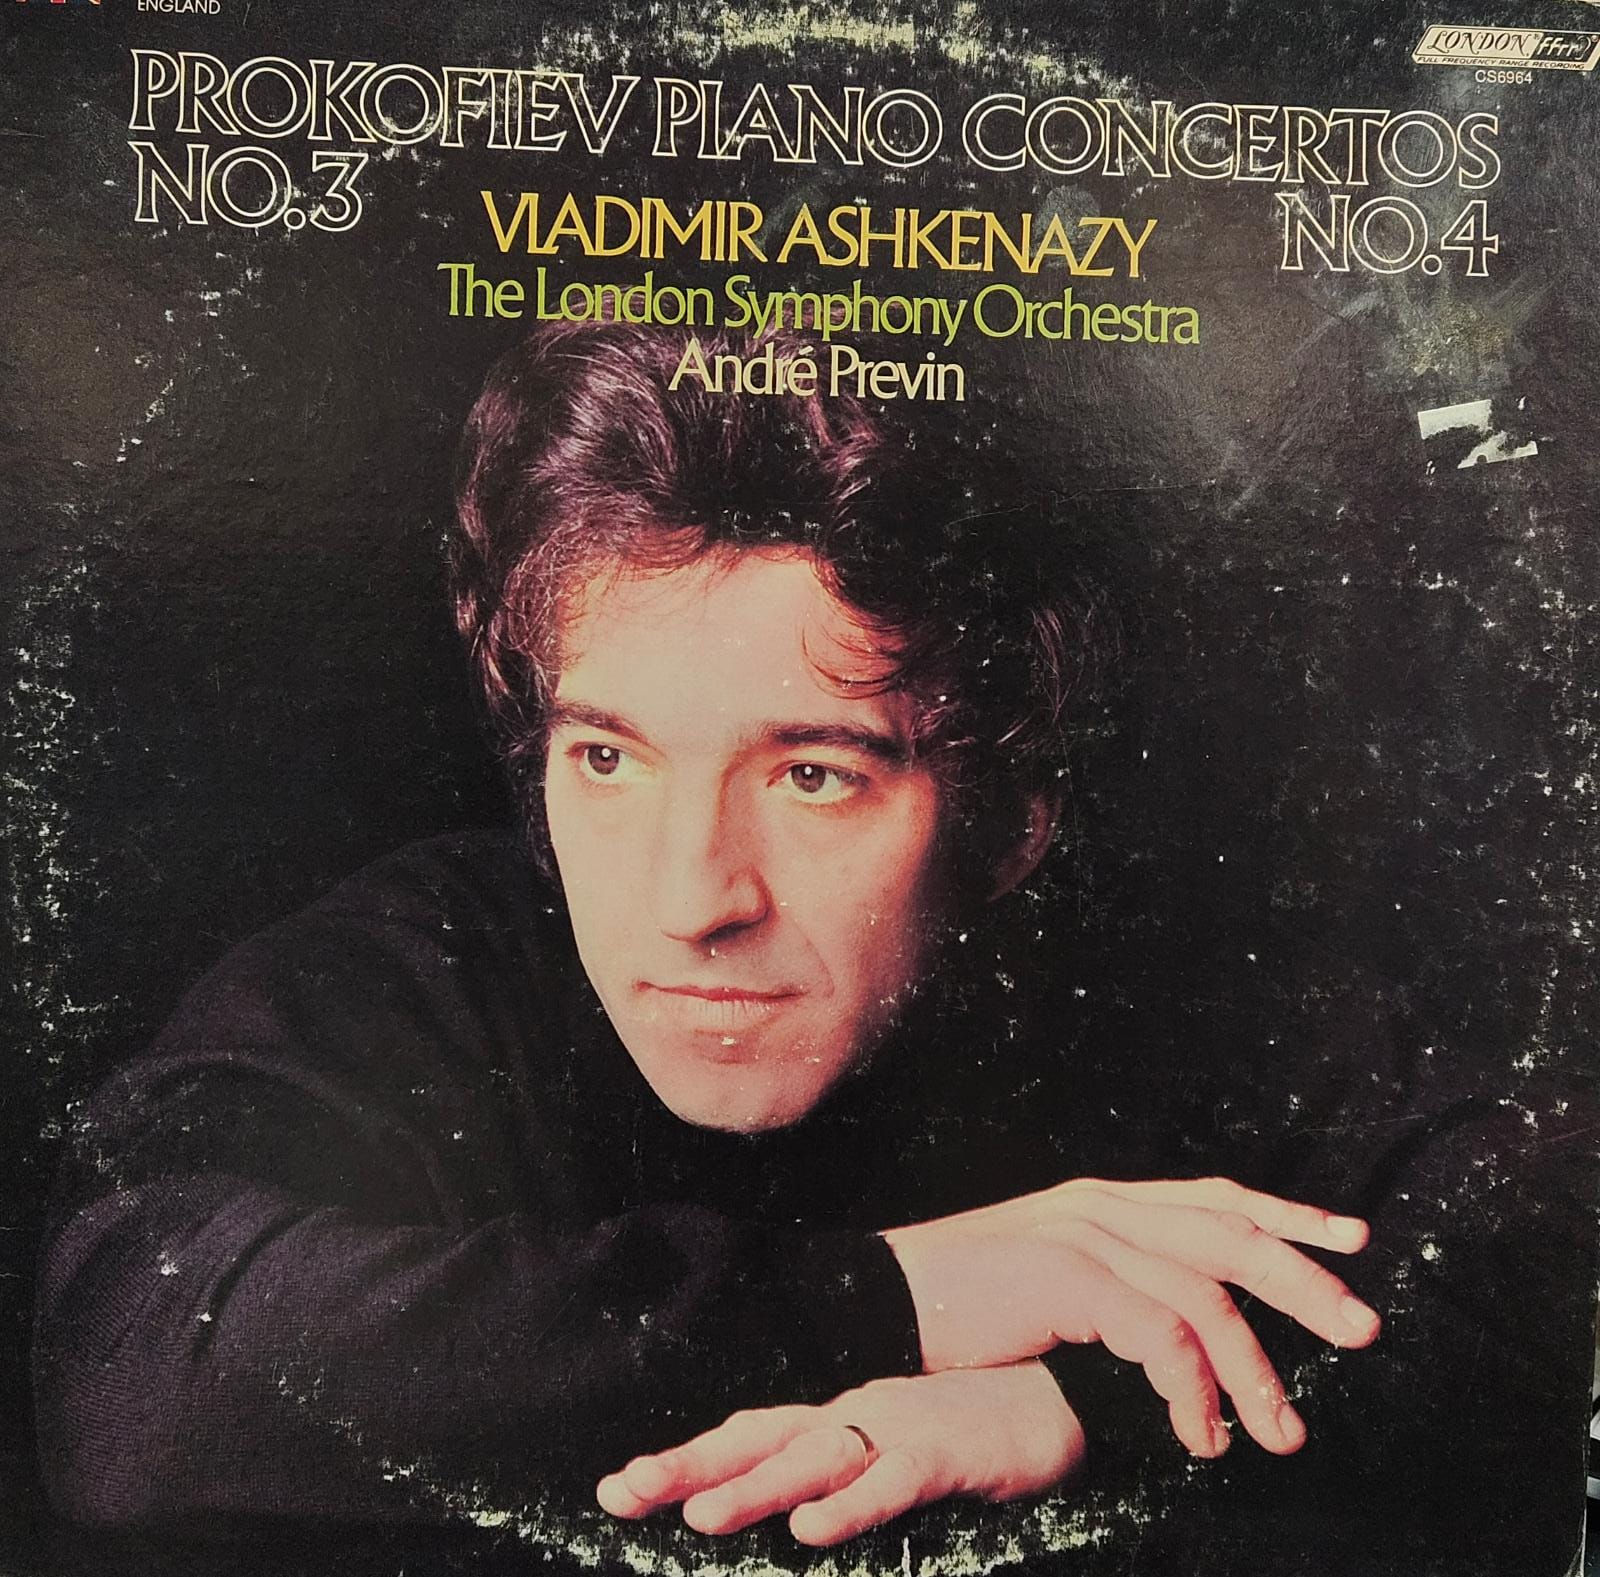 ENGLAND
LONDON ffrr
FULL FREQUENCY RANGE RECORDING
CS6964
PROKOFIEV PIANO CONCERTOS
NO.3
NO.4
VLADIMIR ASHKENAZY
The London Symphony Orchestra
André Previn